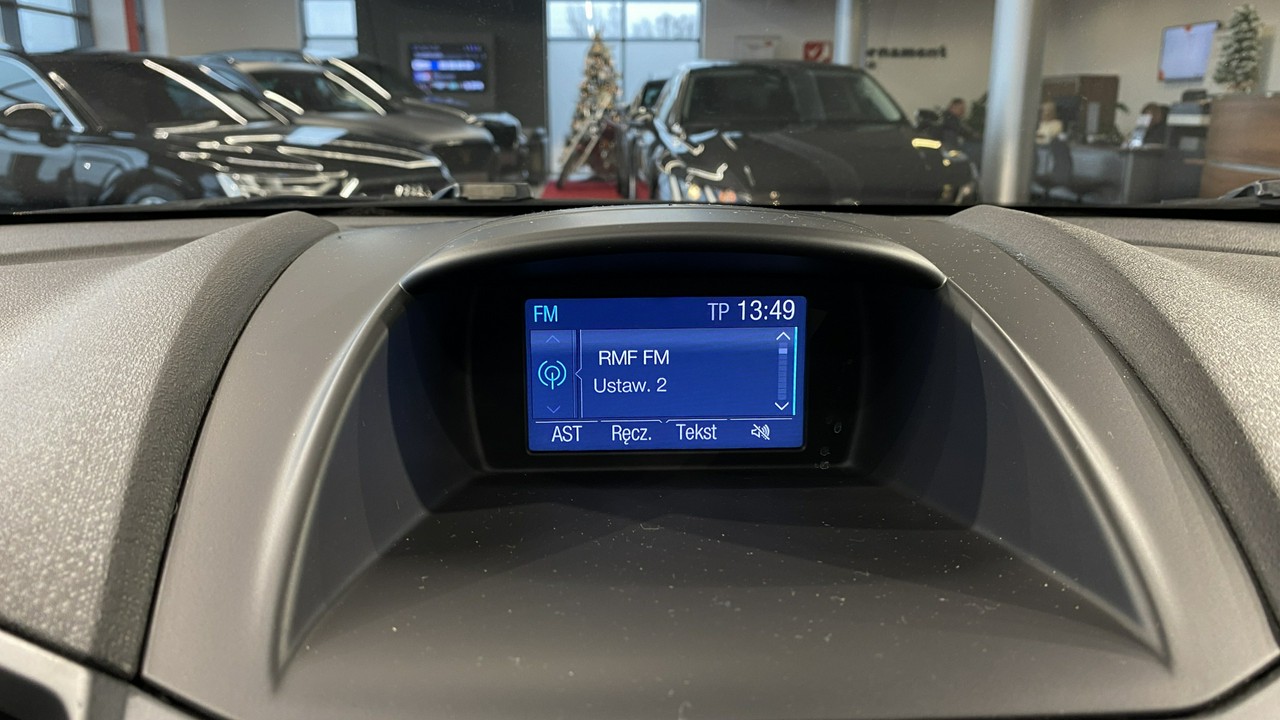 FM
TP 13:49
RMF FM
Ustaw. 2
AST Ręcz. Tekst